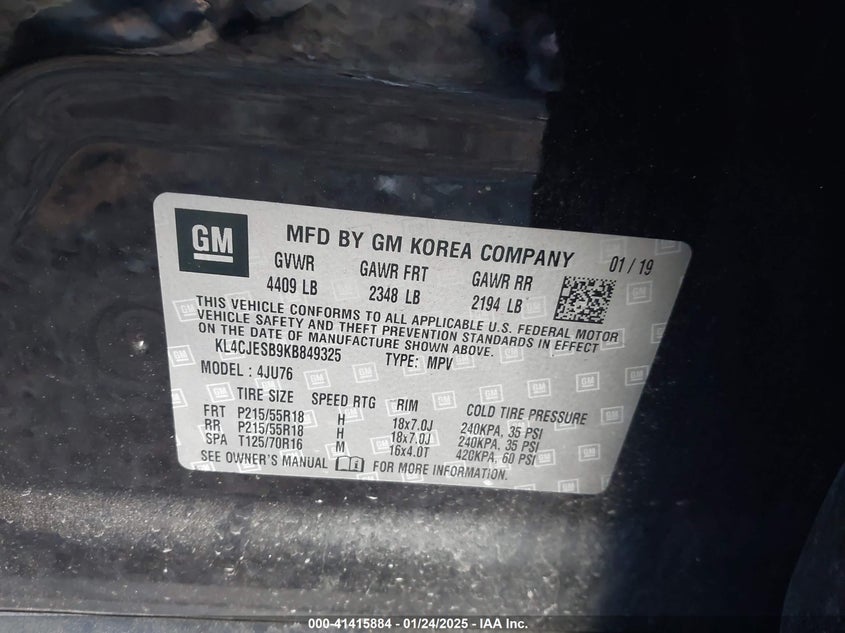 GM MFD BY GM KOREA COMPANY 01 / 19
GVWR GAWR FRT GAWR RR
4409 LB 2348 LB 2194 LB
THIS VEHICLE CONFORMS TO ALL APPLICABLE U.S. FEDERAL MOTOR
VEHICLE SAFETY AND THEFT PREVENTION STANDARDS IN EFFECT
ON THE DATE OF MANUFACTURE SHOWN ABOVE.
KL4CJESB9KB849325 TYPE: MPV
MODEL : 4JU76
TIRE SIZE SPEED RTG RIM COLD TIRE PRESSURE
FRT P215/55R18 H 18x7.0J 240KPA, 35 PSI
RR P215/55R18 H 18x7.0J 240KPA, 35 PSI
SPA T125/70R16 M 16x4.0T 420KPA, 60 PSI
SEE OWNER'S MANUAL FOR MORE INFORMATION.
000-41415884 - 01/24/2025 - IAA Inc.